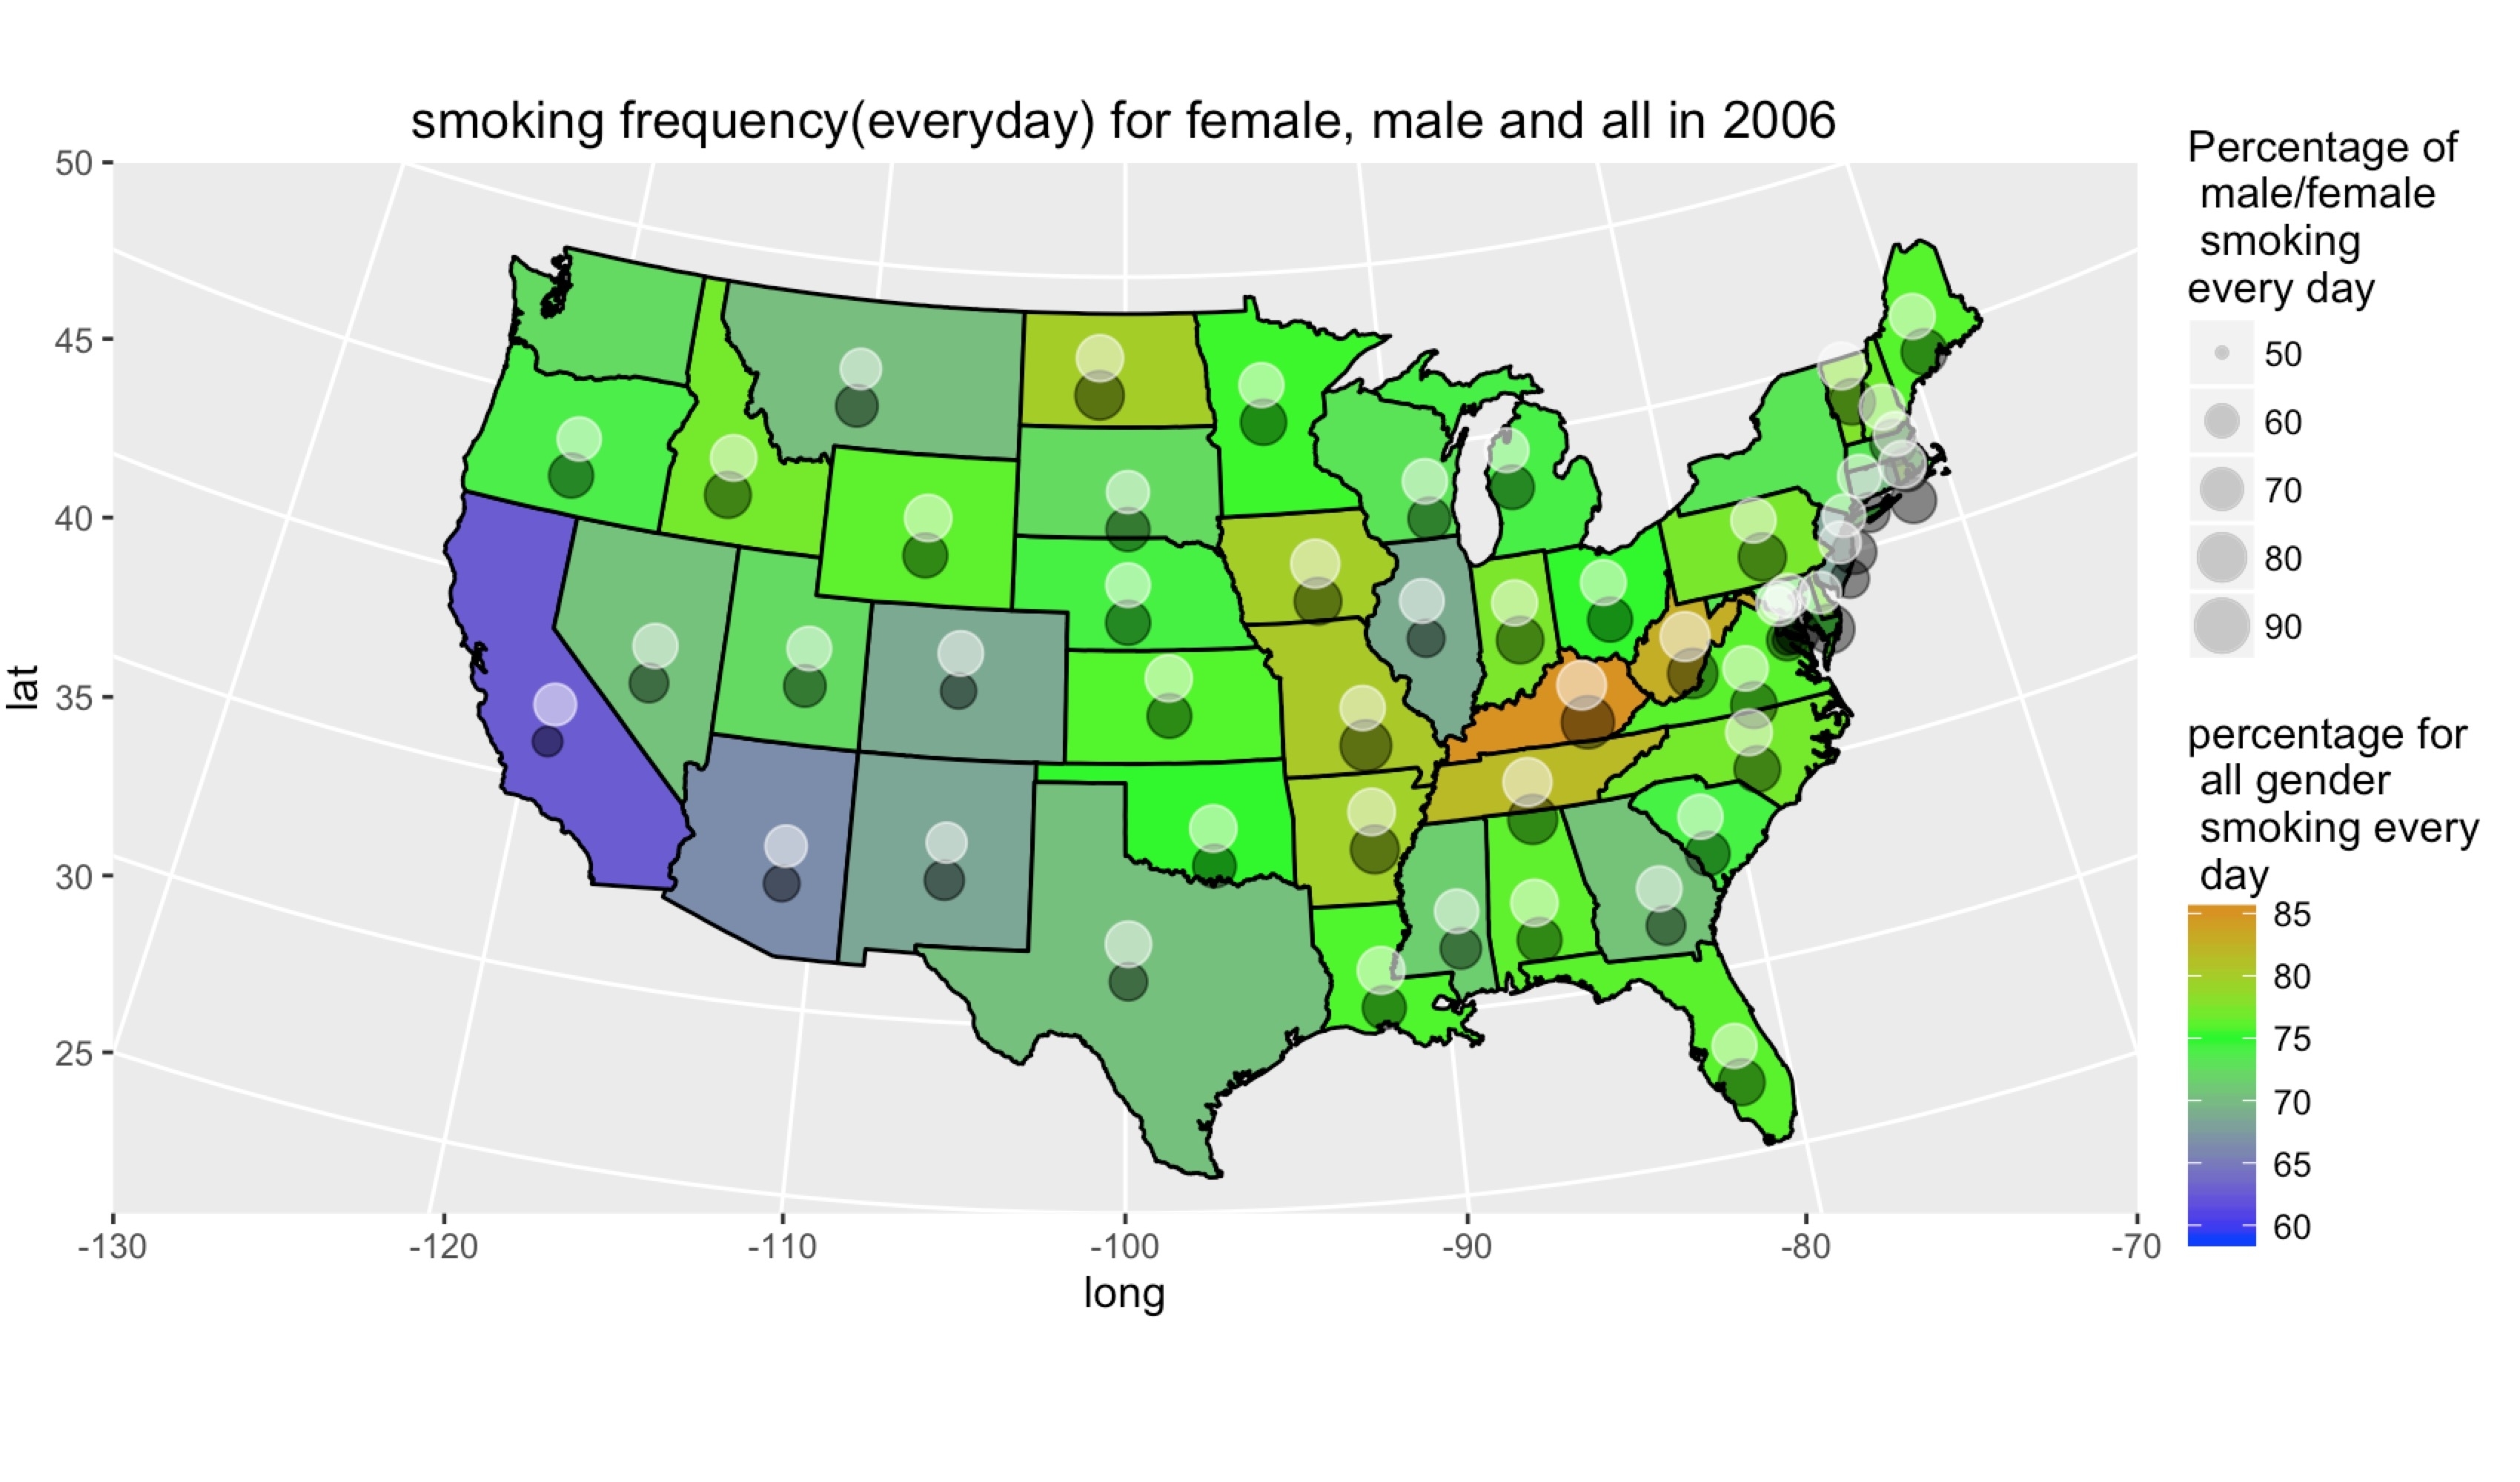 smoking frequency(everyday) for female, male and all in 2006
50
45
40
35
30
25
lat
-130
-120
-110
-100
-90
-80
-70
long
Percentage of
male/female
smoking
every day
50
60
70
80
90
percentage for
all gender
smoking every
day
85
80
75
70
65
60